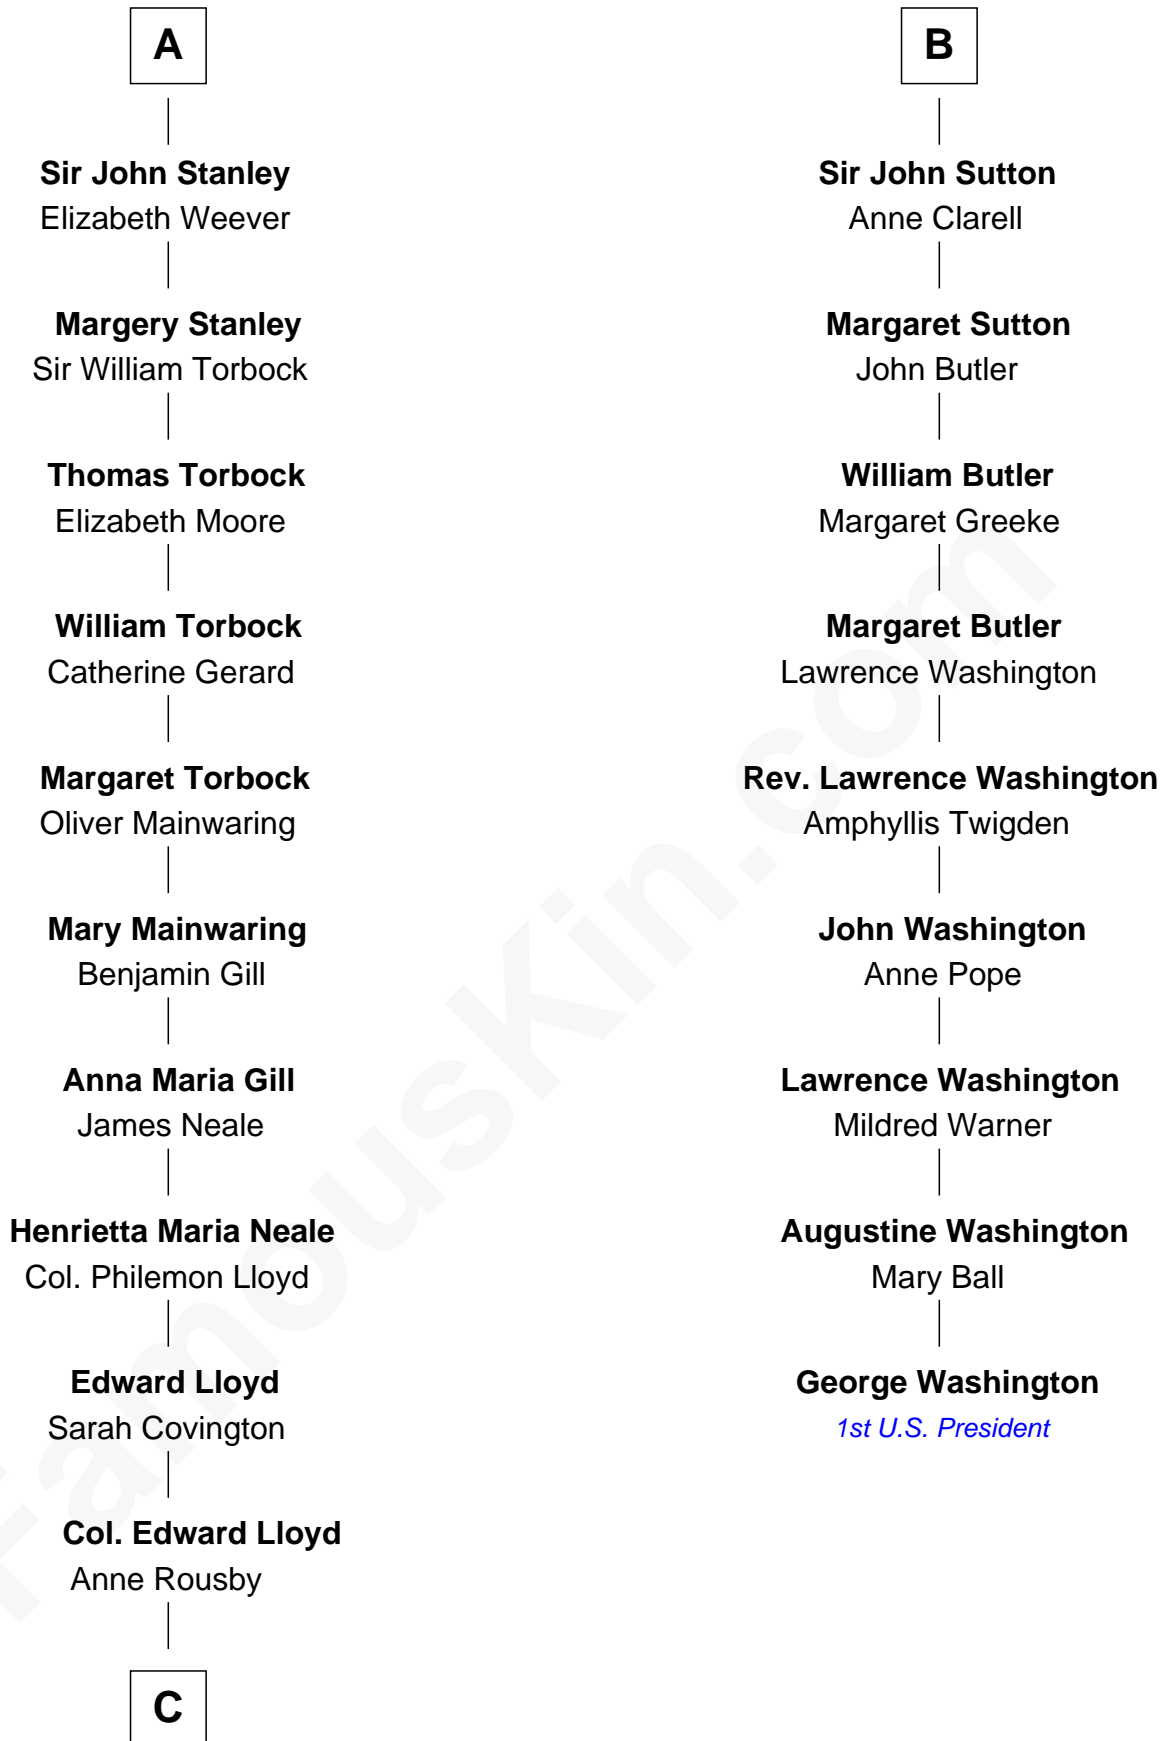 A
Sir John Stanley
Elizabeth Weever
Margery Stanley
Sir William Torbock
Thomas Torbock
Elizabeth Moore
William Torbock
Catherine Gerard
Margaret Torbock
Oliver Mainwaring
Mary Mainwaring
Benjamin Gill
Anna Maria Gill
James Neale
Henrietta Maria Neale
Col. Philemon Lloyd
Edward Lloyd
Sarah Covington
Col. Edward Lloyd
Anne Rousby
C
B
Sir John Sutton
Anne Clarell
Margaret Sutton
John Butler
William Butler
Margaret Greeke
Margaret Butler
Lawrence Washington
Rev. Lawrence Washington
Amphyllis Twigden
John Washington
Anne Pope
Lawrence Washington
Mildred Warner
Augustine Washington
Mary Ball
George Washington
1st U.S. President
FamousKin.com